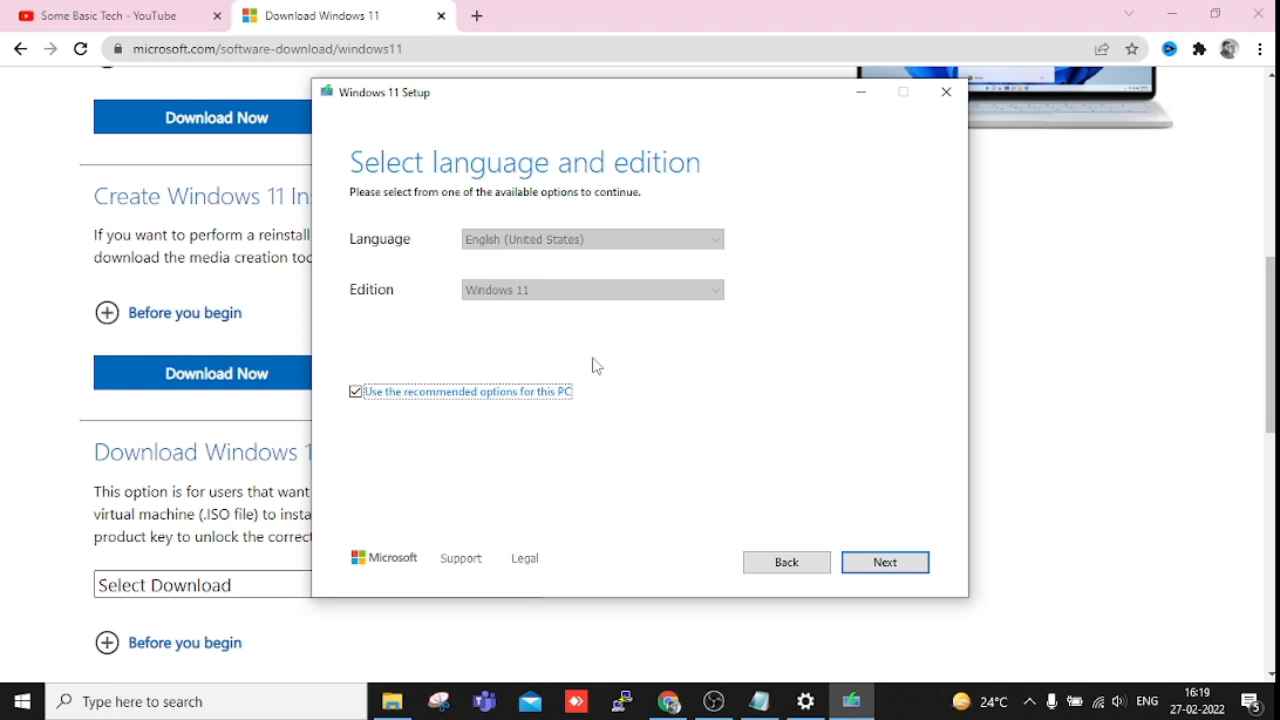 Some Basic Tech - YouTube
Download Windows 11
microsoft.com/software-download/windows11
Download Now
Create Windows 11 In
If you want to perform a reinstall
download the media creation too
Before you begin
Download Now
Download Windows 1
This option is for users that want
virtual machine (.ISO file) to insta
product key to unlock the correct
Select Download
Before you begin
Windows 11 Setup
Select language and edition
Please select from one of the available options to continue.
Language
English (United States)
Edition
Windows 11
Use the recommended options for this PC
Microsoft
Support
Legal
Back
Next
Type here to search
24°C
ENG
16:19
27-02-2022
5